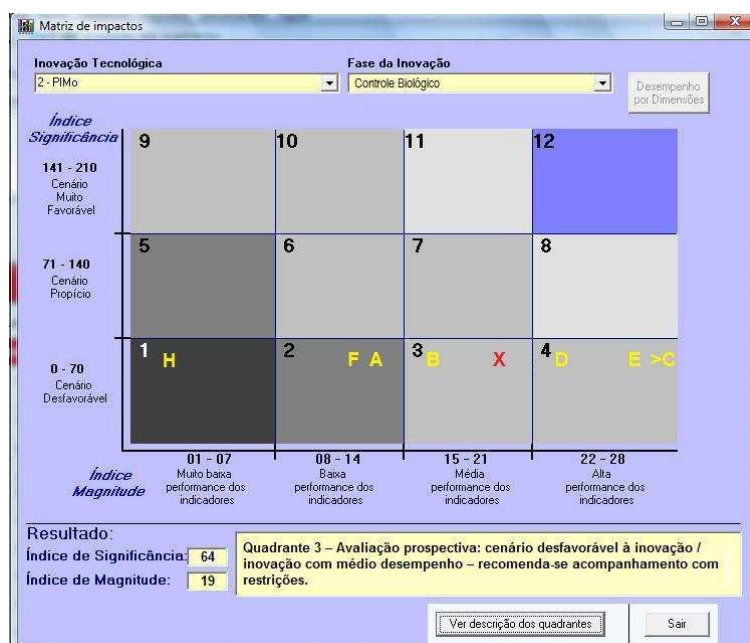 Matriz de impactos
Inovação Tecnológica
Fase da Inovação
2 - PIMo
Controle Biológico
Desempenho
por Dimensões
Índice
Significância
9
10
11
12
141 - 210
Cenário
Muito
Favorável
5
6
7
8
71 - 140
Cenário
Propício
1
2
3
4
H
F A
B
X
D
E >C
0 - 70
Cenário
Desfavorável
Índice
Magnitude
01 - 07
Muito baixa
performance dos
indicadores
08 - 14
Baixa
performance dos
indicadores
15 - 21
Média
performance dos
indicadores
22 - 28
Alta
performance dos
indicadores
Resultado:
Índice de Significância: 64
Índice de Magnitude: 19
Quadrante 3 – Avaliação prospectiva: cenário desfavorável à inovação /
inovação com médio desempenho – recomenda-se acompanhamento com
restrições.
Ver descrição dos quadrantes
Sair